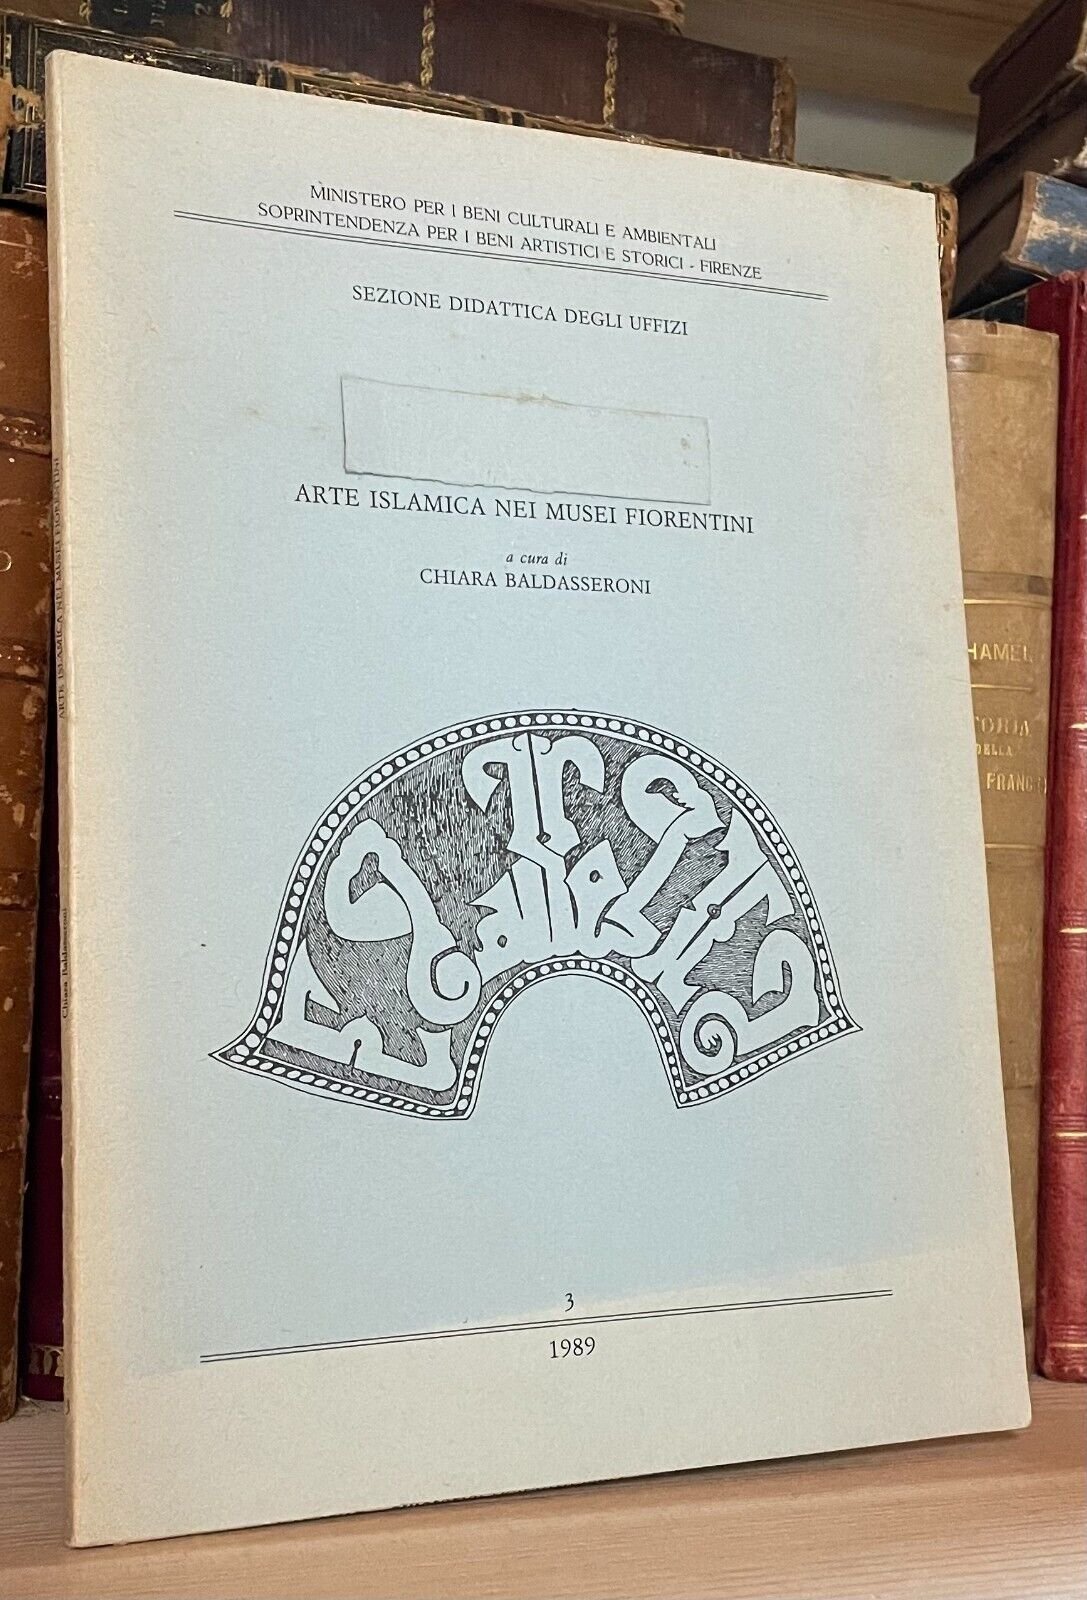 MINISTERO PER I BENI CULTURALI E AMBIENTALI
SOPRINTENDENZA PER I BENI ARTISTICI E STORICI - FIRENZE
SEZIONE DIDATTICA DEGLI UFFIZI
ARTE ISLAMICA NEI MUSEI FIORENTINI
a cura di
CHIARA BALDASSERONI
3
1989
ARTE ISLAMICA NEI MUSEI FIORENTINI
Chiara Baldasseroni
HAMEL
TORIA
DELLA
FRANC